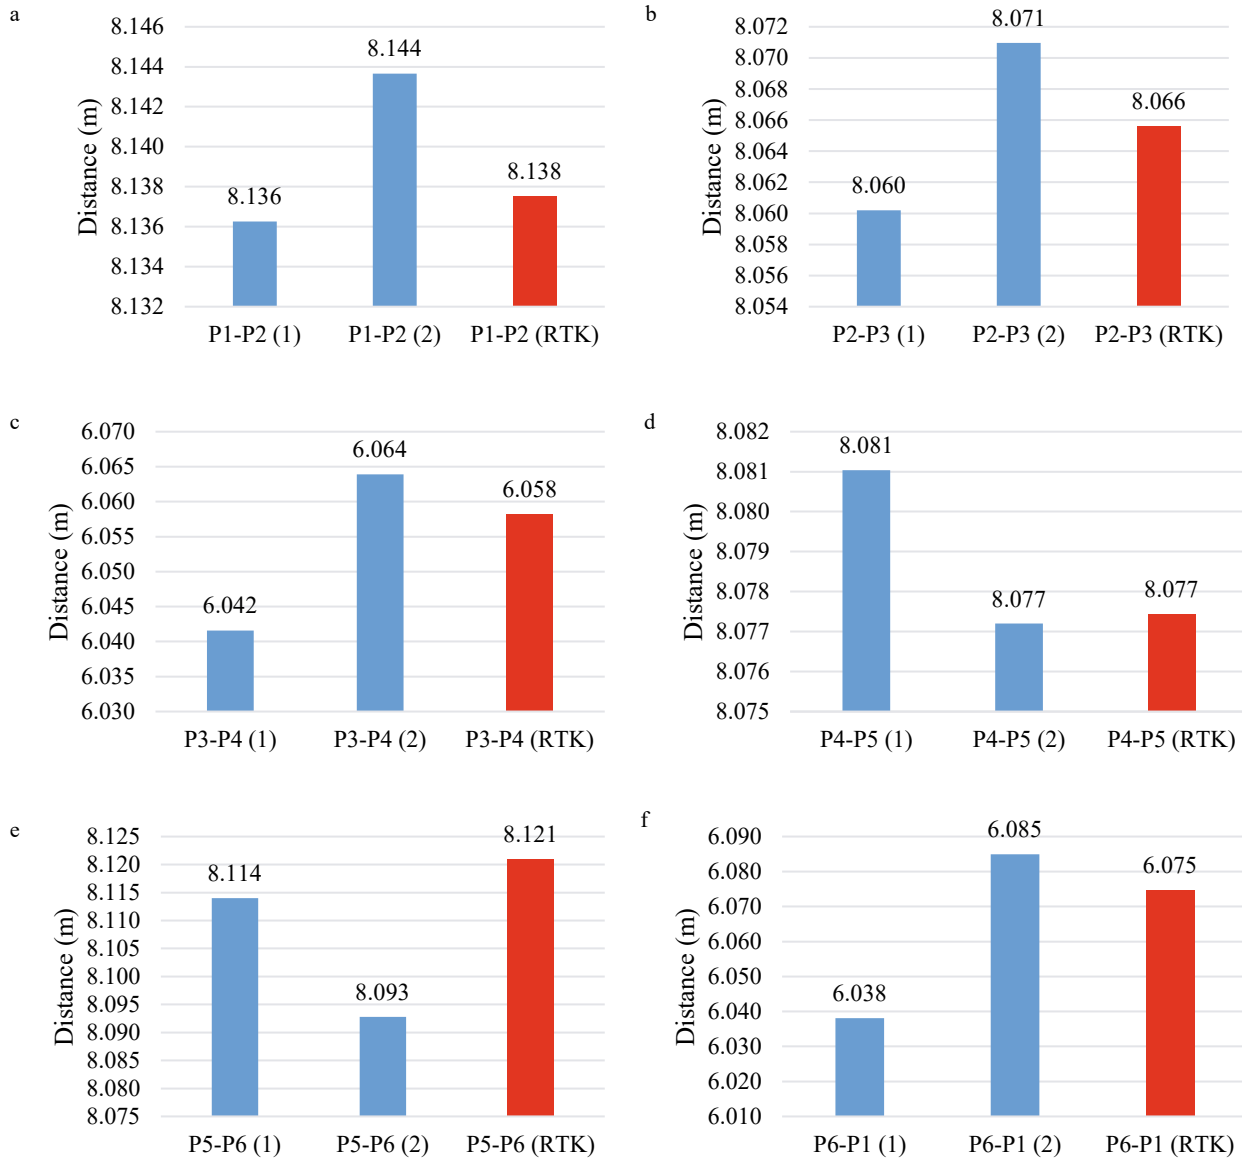 a
8.146
8.144
8.142
8.140
8.138
8.136
8.134
8.132
Distance (m)
8.136
8.144
8.138
P1-P2 (1)
P1-P2 (2)
P1-P2 (RTK)
b
8.072
8.070
8.068
8.066
8.064
8.062
8.060
8.058
8.056
8.054
Distance (m)
8.060
8.071
8.066
P2-P3 (1)
P2-P3 (2)
P2-P3 (RTK)
c
6.070
6.065
6.060
6.055
6.050
6.045
6.040
6.035
6.030
Distance (m)
6.042
6.064
6.058
P3-P4 (1)
P3-P4 (2)
P3-P4 (RTK)
d
8.082
8.081
8.080
8.079
8.078
8.077
8.076
8.075
Distance (m)
8.081
8.077
8.077
P4-P5 (1)
P4-P5 (2)
P4-P5 (RTK)
e
8.125
8.120
8.115
8.110
8.105
8.100
8.095
8.090
8.085
8.080
8.075
Distance (m)
8.114
8.093
8.121
P5-P6 (1)
P5-P6 (2)
P5-P6 (RTK)
f
6.090
6.080
6.070
6.060
6.050
6.040
6.030
6.020
6.010
Distance (m)
6.038
6.085
6.075
P6-P1 (1)
P6-P1 (2)
P6-P1 (RTK)